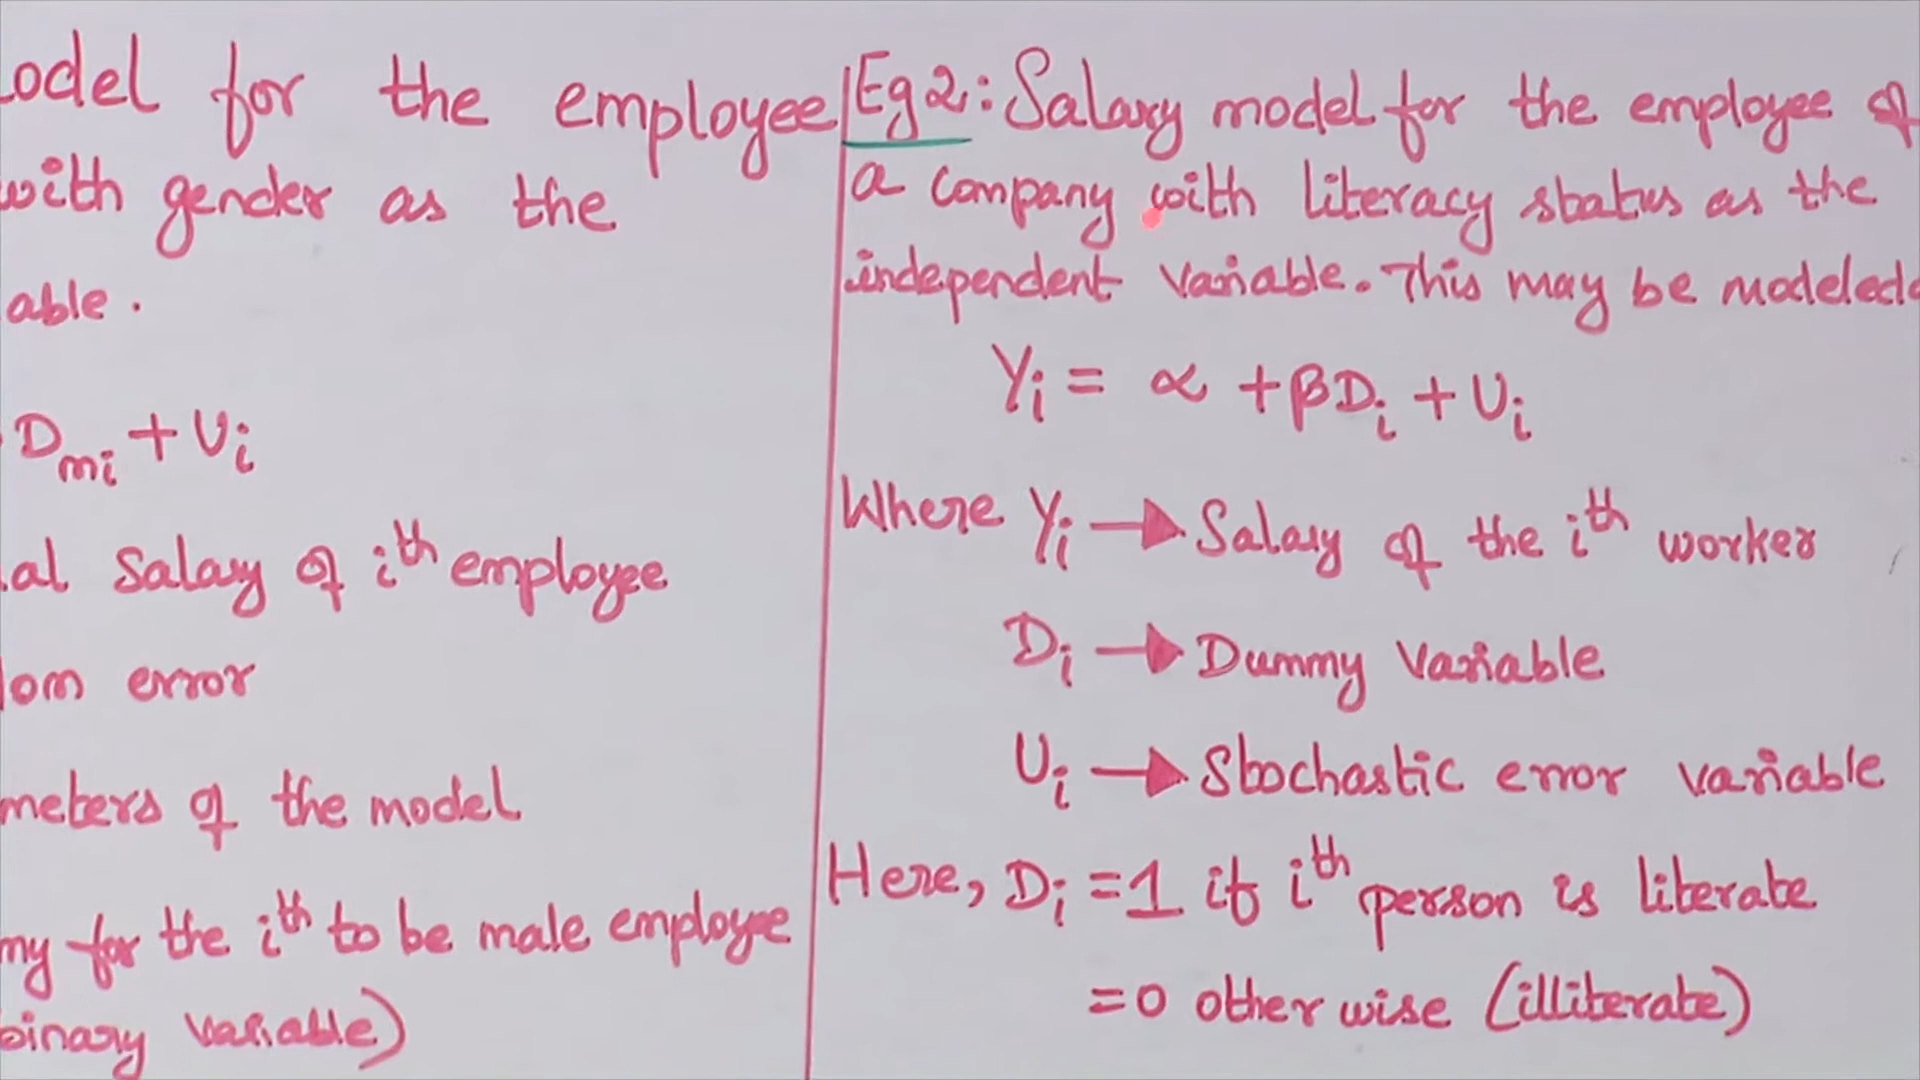 odel for the employee
with gender as the
able.
Dmi + Ui
al Salary of ith employee
om error
meters of the model
my for the ith to be male employee
binary variable)
Eg 2: Salary model for the employee of
a company with literacy status as the
independent variable. This may be modeled
Yi = α + βDi + Ui
Where Yi → Salary of the ith worker
Di → Dummy variable
Ui → Stochastic error variable
Here, Di = 1 if ith person is literate
= 0 otherwise (illiterate)